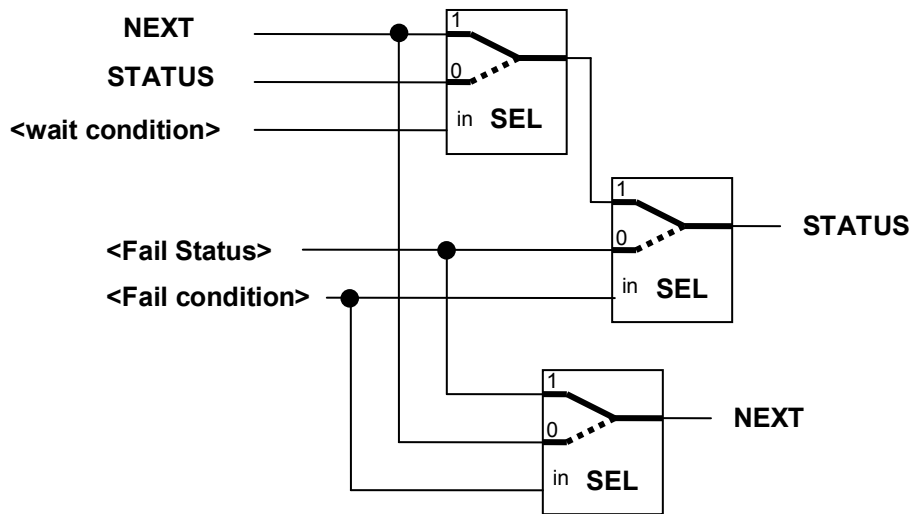 NEXT
STATUS
<wait condition>
1
0
in SEL
<Fail Status>
<Fail condition>
1
0
in SEL
STATUS
1
0
in SEL
NEXT